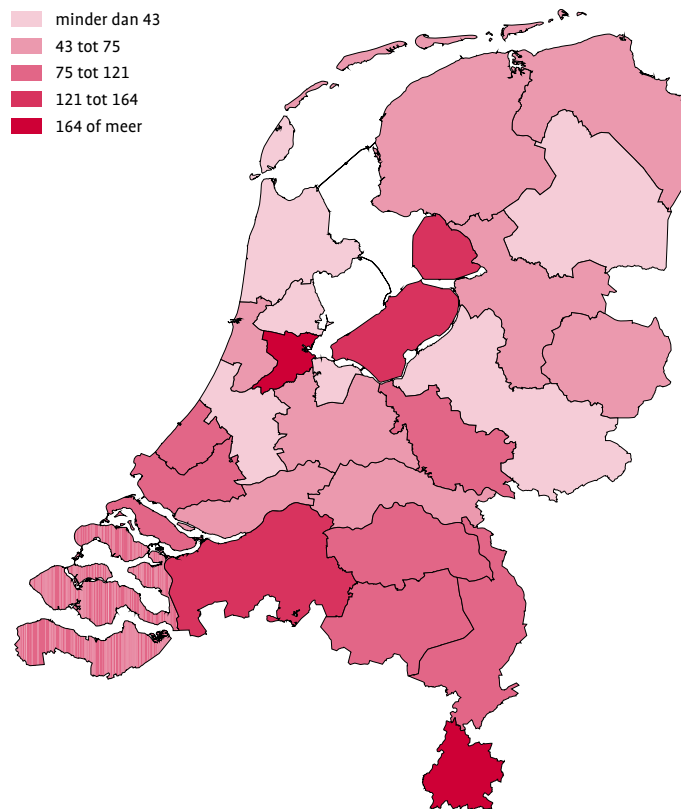 minder dan 43
43 tot 75
75 tot 121
121 tot 164
164 of meer